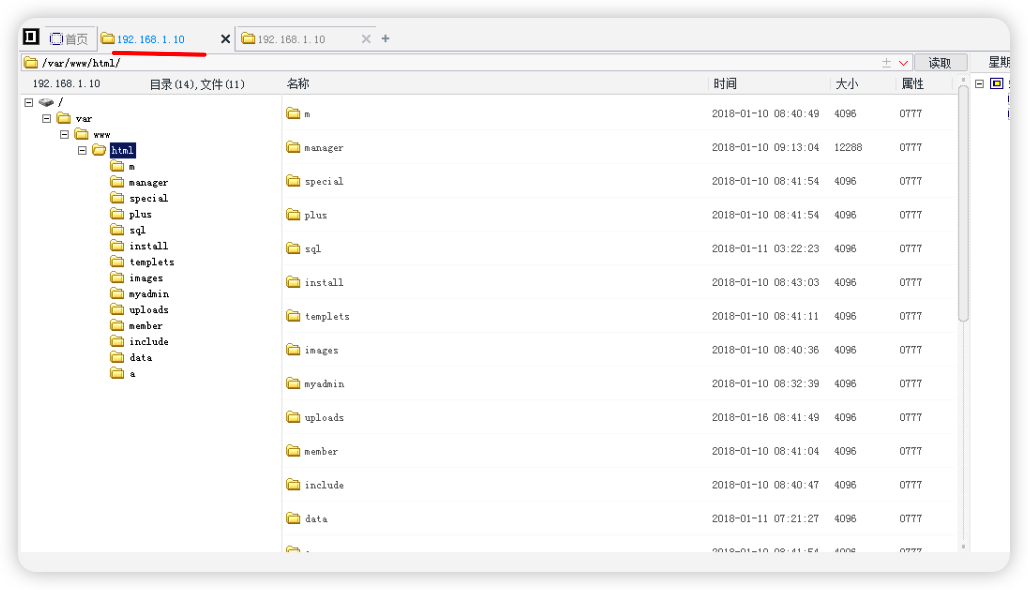 首页 192.168.1.10 192.168.1.10
/var/www/html/ 读取 星期
192.168.1.10 目录(14),文件(11) 名称 时间 大小 属性
/
var
www
html
m
manager
special
plus
sql
install
templets
images
myadmin
uploads
member
include
data
a
m 2018-01-10 08:40:49 4096 0777
manager 2018-01-10 09:13:04 12288 0777
special 2018-01-10 08:41:54 4096 0777
plus 2018-01-10 08:41:54 4096 0777
sql 2018-01-11 03:22:23 4096 0777
install 2018-01-10 08:43:03 4096 0777
templets 2018-01-10 08:41:11 4096 0777
images 2018-01-10 08:40:36 4096 0777
myadmin 2018-01-10 08:32:39 4096 0777
uploads 2018-01-16 08:41:49 4096 0777
member 2018-01-10 08:41:04 4096 0777
include 2018-01-10 08:40:47 4096 0777
data 2018-01-11 07:21:27 4096 0777
2018-01-10 08:41:54 4096 0777